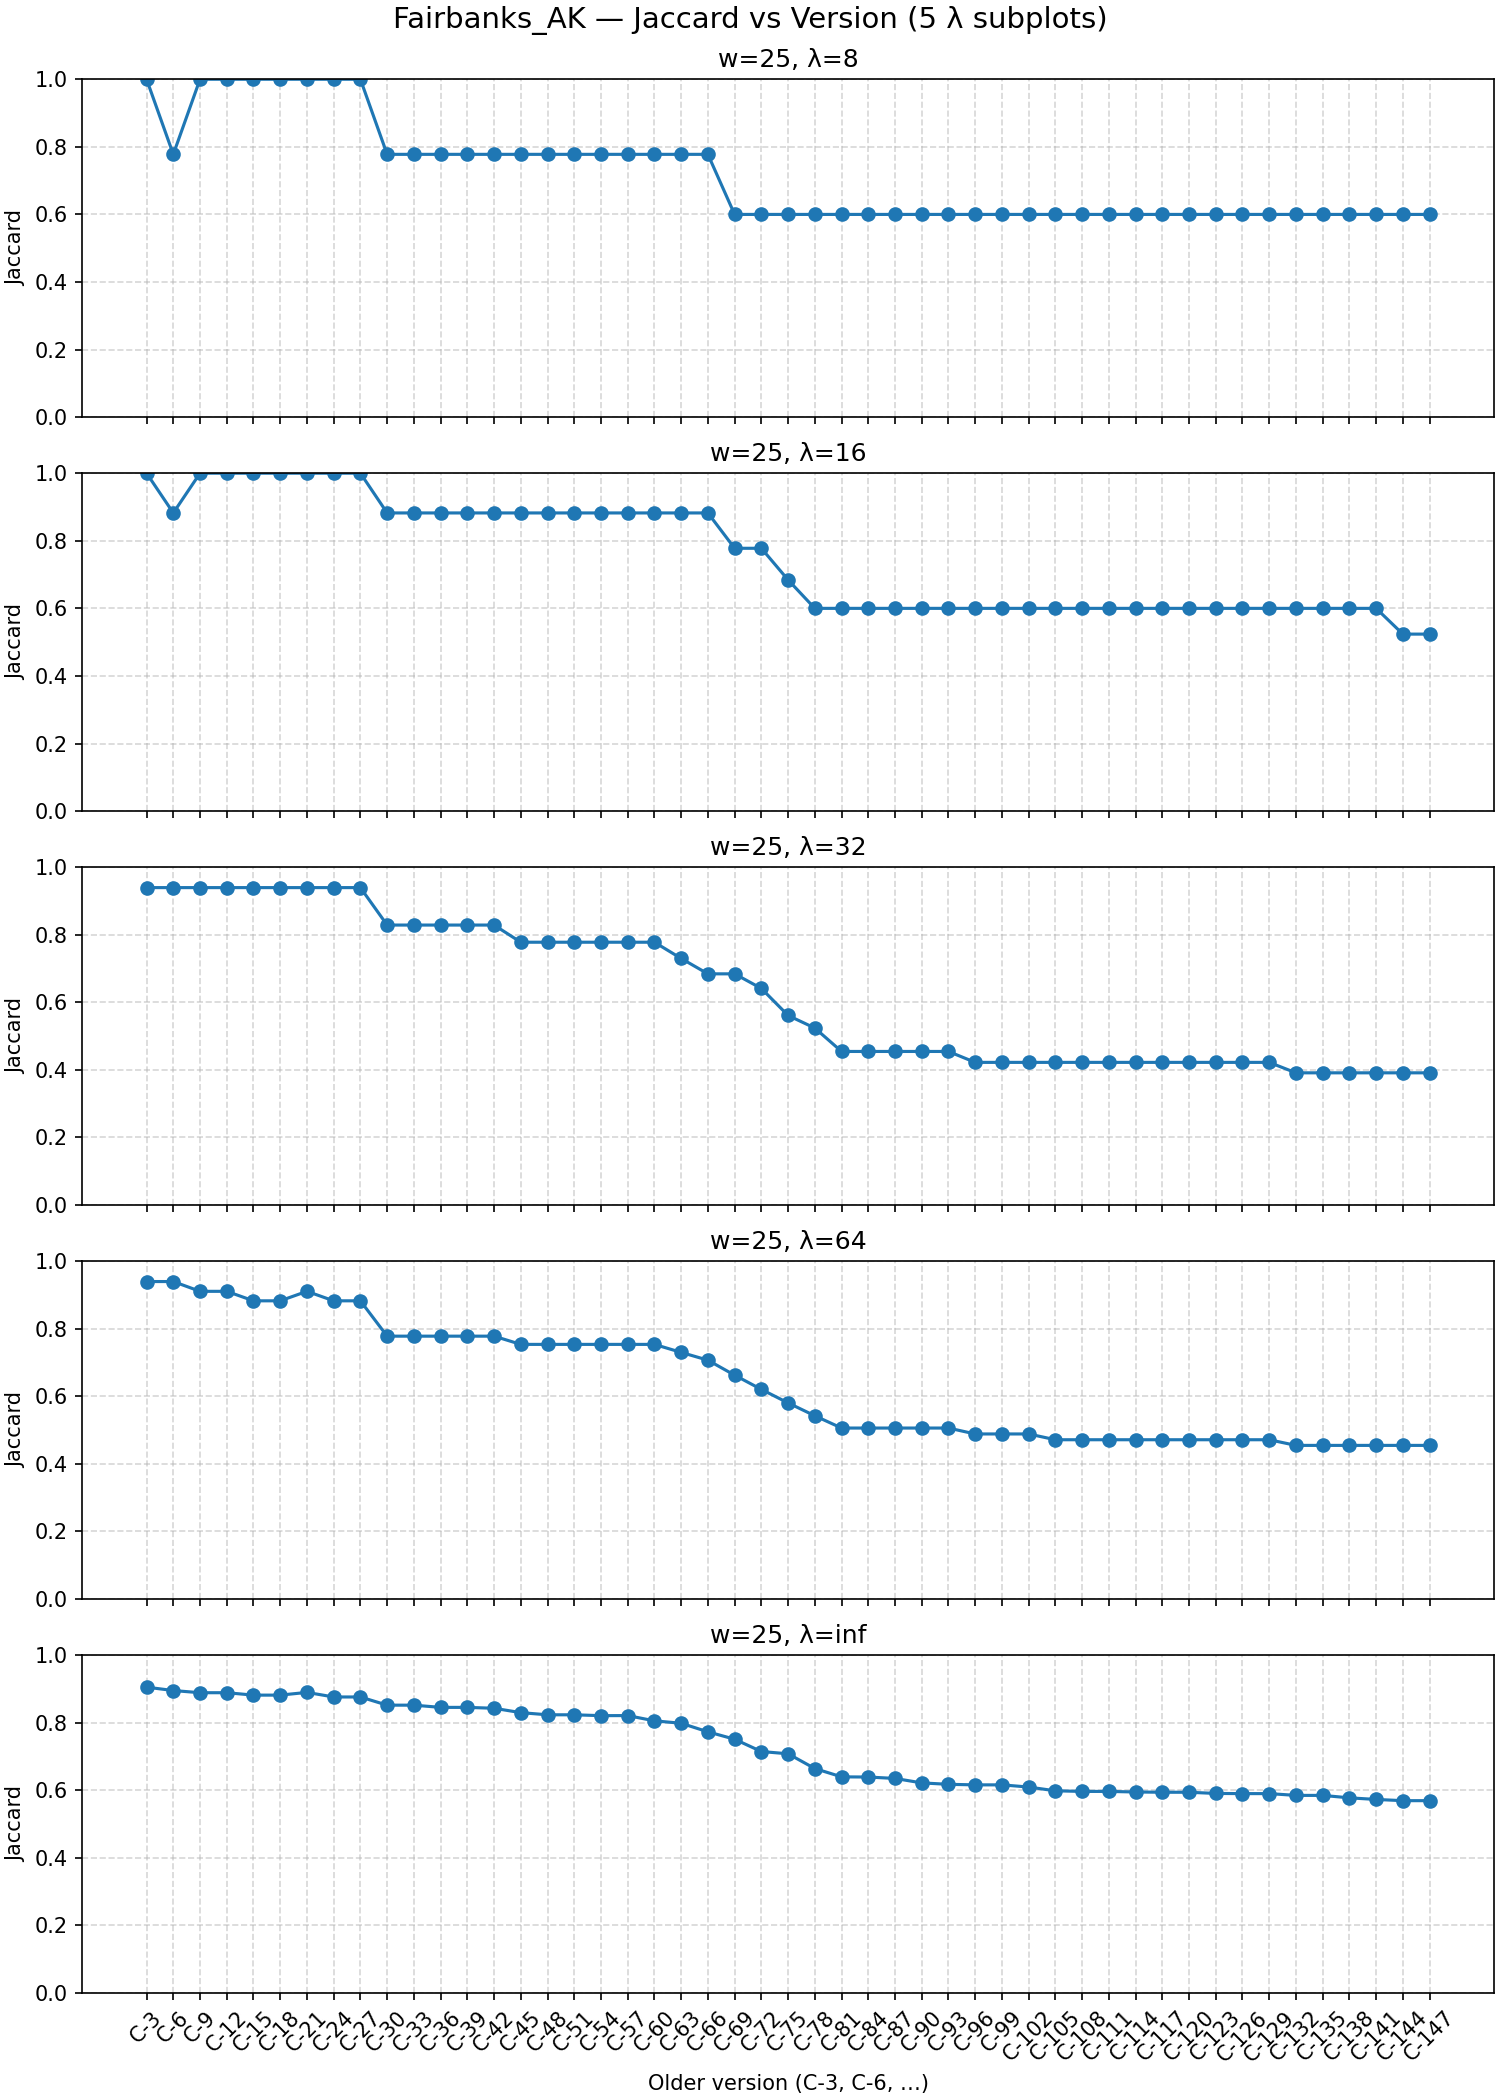 Fairbanks_AK — Jaccard vs Version (5 λ subplots)
w=25, λ=8
1.0
0.8
0.6
0.4
0.2
0.0
Jaccard
w=25, λ=16
1.0
0.8
0.6
0.4
0.2
0.0
Jaccard
w=25, λ=32
1.0
0.8
0.6
0.4
0.2
0.0
Jaccard
w=25, λ=64
1.0
0.8
0.6
0.4
0.2
0.0
Jaccard
w=25, λ=inf
1.0
0.8
0.6
0.4
0.2
0.0
Jaccard
C-3 C-6 C-9 C-12 C-15 C-18 C-21 C-24 C-27 C-30 C-33 C-36 C-39 C-42 C-45 C-48 C-51 C-54 C-57 C-60 C-63 C-66 C-69 C-72 C-75 C-78 C-81 C-84 C-87 C-90 C-93 C-96 C-99 C-102 C-105 C-108 C-111 C-114 C-117 C-120 C-123 C-126 C-129 C-132 C-135 C-138 C-141 C-144 C-147
Older version (C-3, C-6, ...)